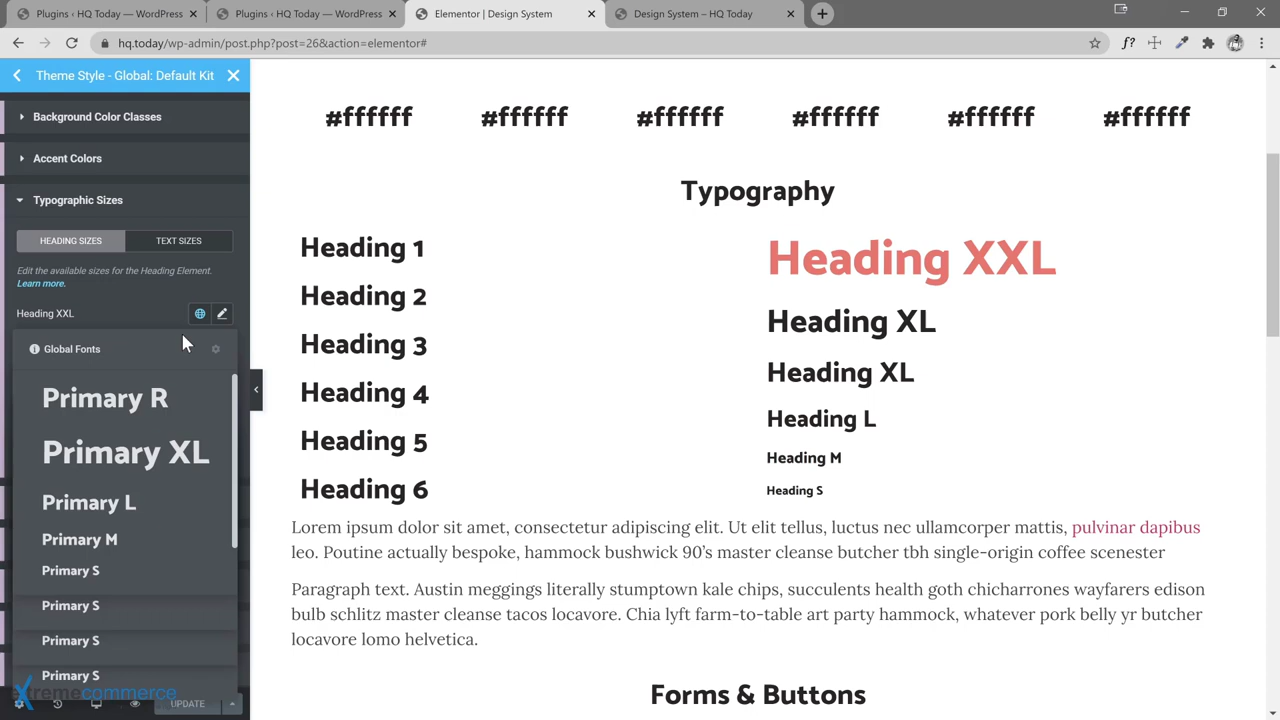 Plugins ‹ HQ Today — WordPress
Plugins ‹ HQ Today — WordPress
Elementor | Design System
Design System – HQ Today
hq.today/wp-admin/post.php?post=26&action=elementor#
f?
Theme Style - Global: Default Kit
Background Color Classes
Accent Colors
Typographic Sizes
HEADING SIZES
TEXT SIZES
Edit the available sizes for the Heading Element.
Learn more.
Heading XXL
Global Fonts
Primary R
Primary XL
Primary L
Primary M
Primary S
Primary S
Primary S
Primary S
xtremecommerce
UPDATE
#ffffff #ffffff #ffffff #ffffff #ffffff #ffffff
Typography
Heading 1
Heading 2
Heading 3
Heading 4
Heading 5
Heading 6
Heading XXL
Heading XL
Heading XL
Heading L
Heading M
Heading S
Lorem ipsum dolor sit amet, consectetur adipiscing elit. Ut elit tellus, luctus nec ullamcorper mattis, pulvinar dapibus
leo. Poutine actually bespoke, hammock bushwick 90’s master cleanse butcher tbh single-origin coffee scenester
Paragraph text. Austin meggings literally stumptown kale chips, succulents health goth chicharrones wayfarers edison
bulb schlitz master cleanse tacos locavore. Chia lyft farm-to-table art party hammock, whatever pork belly yr butcher
locavore lomo helvetica.
Forms & Buttons